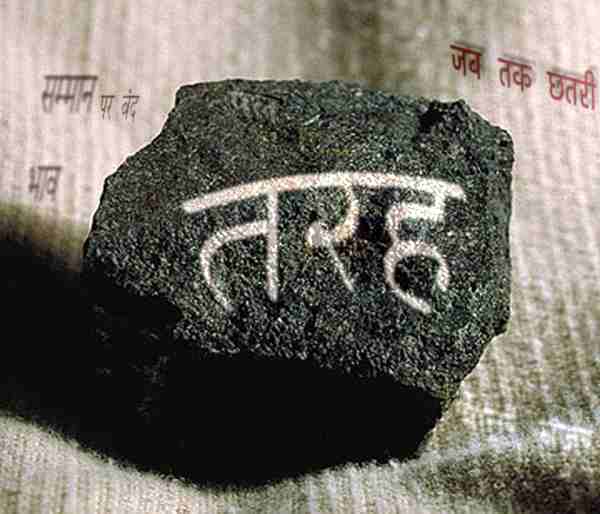 जब तक छतरी
सम्मान पर बंद
भाव
तरह